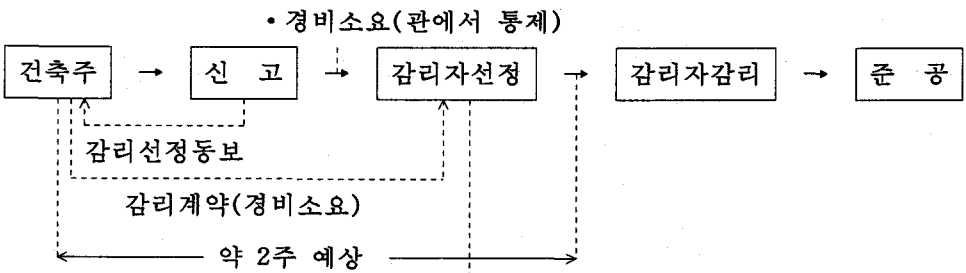 • 경비소요(관에서 통제)
건축주 → 신 고 → 감리자선정 → 감리자감리 → 준 공
감리선정통보
감리계약(경비소요)
약 2주 예상